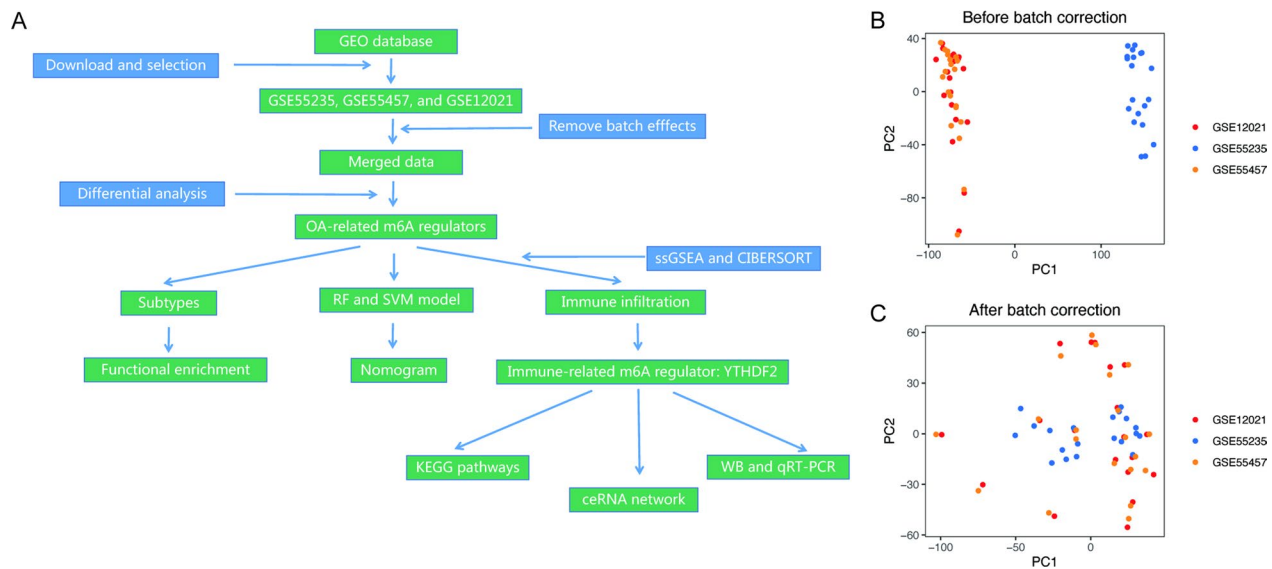 A
GEO database
Download and selection
GSE55235, GSE55457, and GSE12021
Remove batch efffects
Merged data
Differential analysis
OA-related m6A regulators
ssGSEA and CIBERSORT
Subtypes
RF and SVM model
Immune infiltration
Functional enrichment
Nomogram
Immune-related m6A regulator: YTHDF2
KEGG pathways
WB and qRT-PCR
ceRNA network
B
Before batch correction
40
0
−40
−80
PC2
−100
0
100
PC1
GSE12021
GSE55235
GSE55457
C
After batch correction
60
30
0
−30
−60
PC2
−100
−50
0
PC1
GSE12021
GSE55235
GSE55457